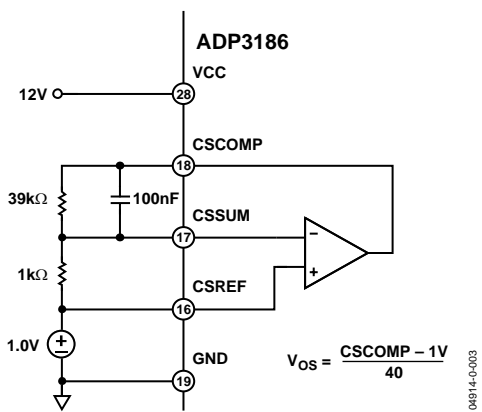 ADP3186
VCC
12V
28
CSCOMP
18
39kΩ
100nF
CSSUM
17
–
1kΩ
CSREF
+
16
1.0V
+
–
GND
VOS = CSCOMP – 1V
40
19
04914-0-003